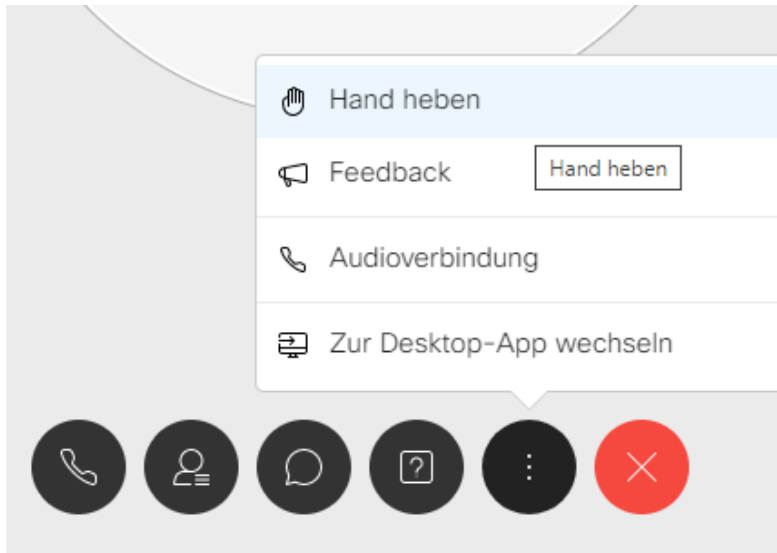 Hand heben
Feedback
Hand heben
Audioverbindung
Zur Desktop-App wechseln
?